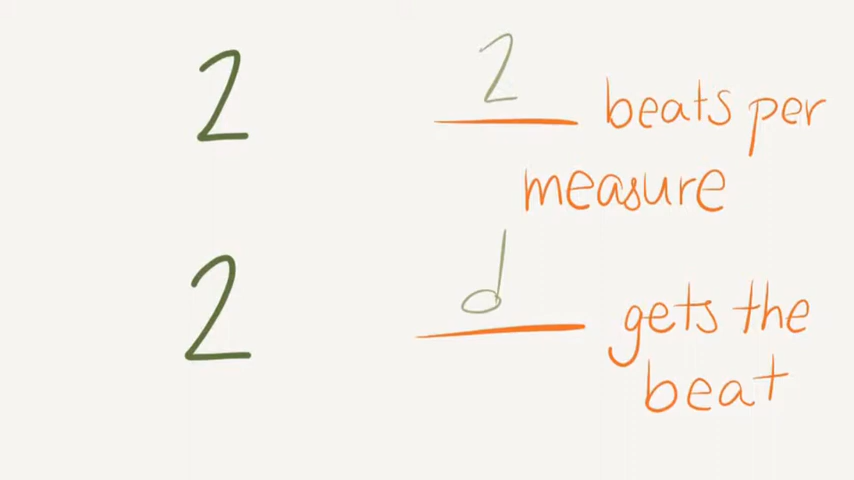 2 2 beats per
measure
2 𝅗𝅥 gets the
beat